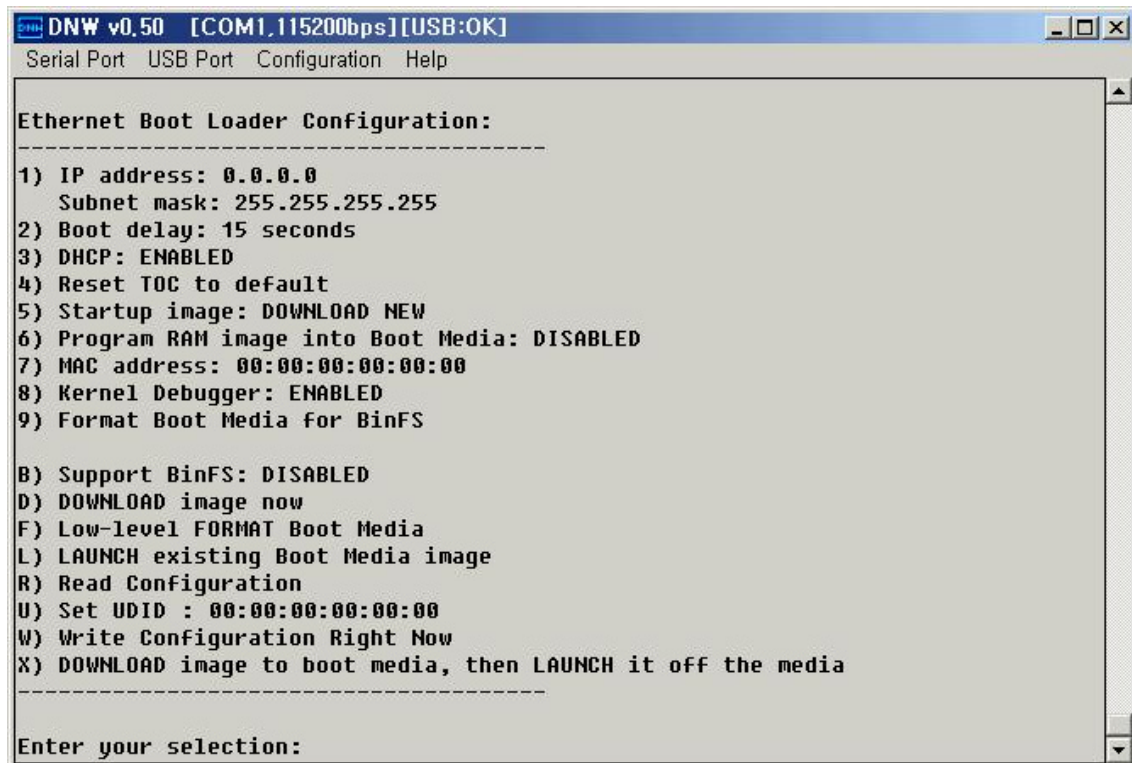 DNW v0.50 [COM1,115200bps][USB:OK]
Serial Port USB Port Configuration Help
Ethernet Boot Loader Configuration:
--------------------------------------
1) IP address: 0.0.0.0
Subnet mask: 255.255.255.255
2) Boot delay: 15 seconds
3) DHCP: ENABLED
4) Reset TOC to default
5) Startup image: DOWNLOAD NEW
6) Program RAM image into Boot Media: DISABLED
7) MAC address: 00:00:00:00:00:00
8) Kernel Debugger: ENABLED
9) Format Boot Media for BinFS
B) Support BinFS: DISABLED
D) DOWNLOAD image now
F) Low-level FORMAT Boot Media
L) LAUNCH existing Boot Media image
R) Read Configuration
U) Set UDID : 00:00:00:00:00:00
W) Write Configuration Right Now
X) DOWNLOAD image to boot media, then LAUNCH it off the media
--------------------------------------
Enter your selection: